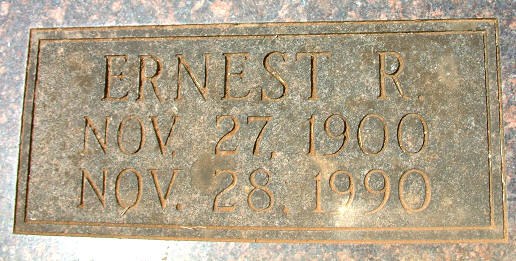 ERNEST R.
NOV. 27, 1900
NOV. 28, 1990